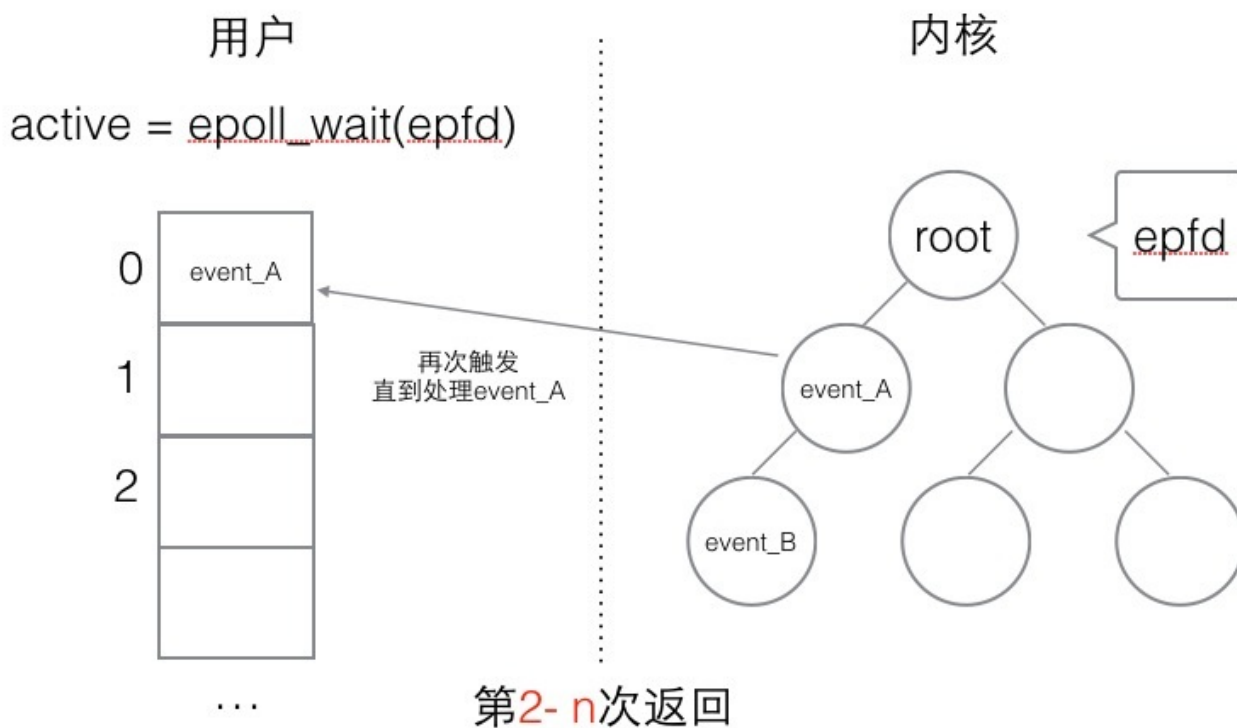 用户
内核
active = epoll_wait(epfd)
root
epfd
0
event_A
1
再次触发
直到处理event_A
event_A
2
event_B
...
第2- n次返回